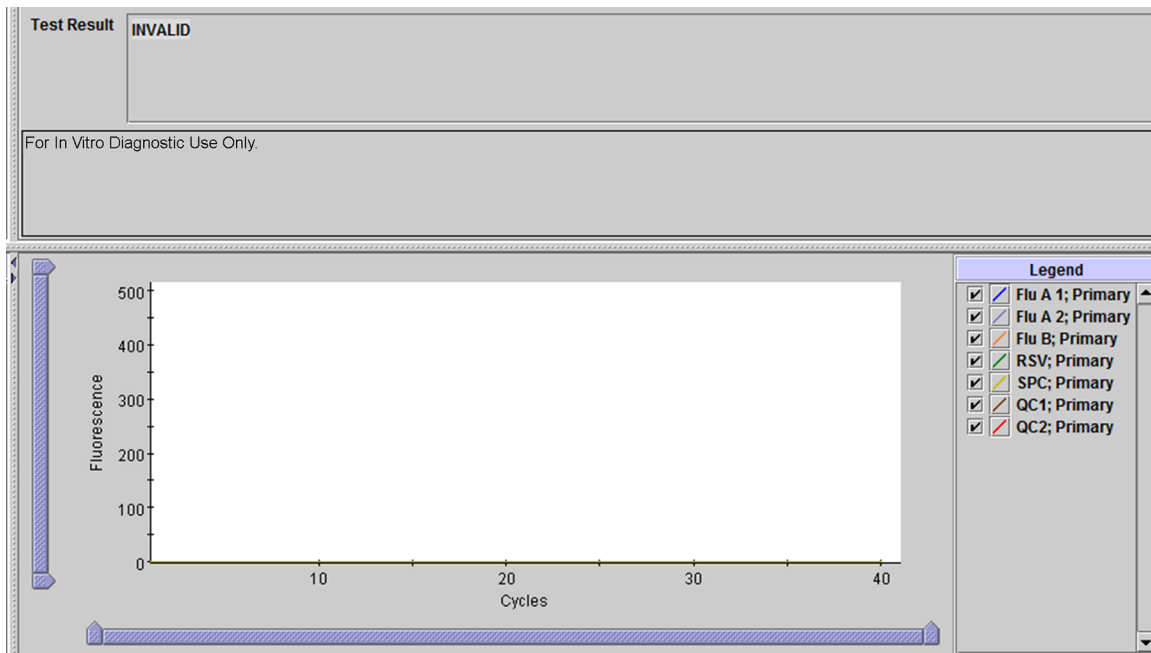 Test Result
INVALID
For In Vitro Diagnostic Use Only.
Legend
Flu A 1; Primary
Flu A 2; Primary
Flu B; Primary
RSV; Primary
SPC; Primary
QC1; Primary
QC2; Primary
500
400
300
200
100
0
Fluorescence
10
20
30
40
Cycles